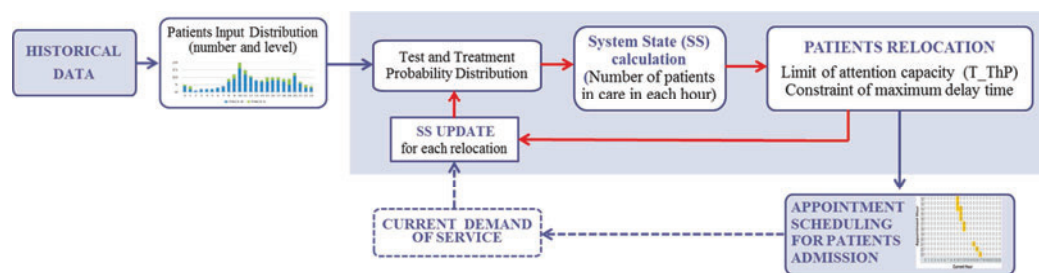 HISTORICAL
DATA
Patients Input Distribution
(number and level)
Test and Treatment
Probability Distribution
System State (SS)
calculation
(Number of patients
in care in each hour)
PATIENTS RELOCATION
Limit of attention capacity (T_ThP)
Constraint of maximum delay time
SS UPDATE
for each relocation
CURRENT DEMAND
OF SERVICE
APPOINTMENT
SCHEDULING
FOR PATIENTS
ADMISSION